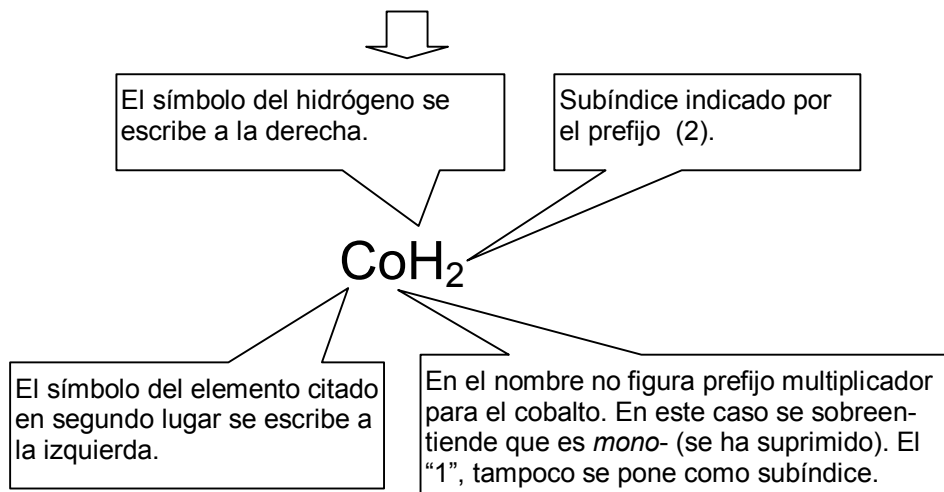 El símbolo del hidrógeno se
escribe a la derecha.
Subíndice indicado por
el prefijo (2).
CoH₂
El símbolo del elemento citado
en segundo lugar se escribe a
la izquierda.
En el nombre no figura prefijo multiplicador
para el cobalto. En este caso se sobreen-
tiende que es mono- (se ha suprimido). El
“1”, tampoco se pone como subíndice.